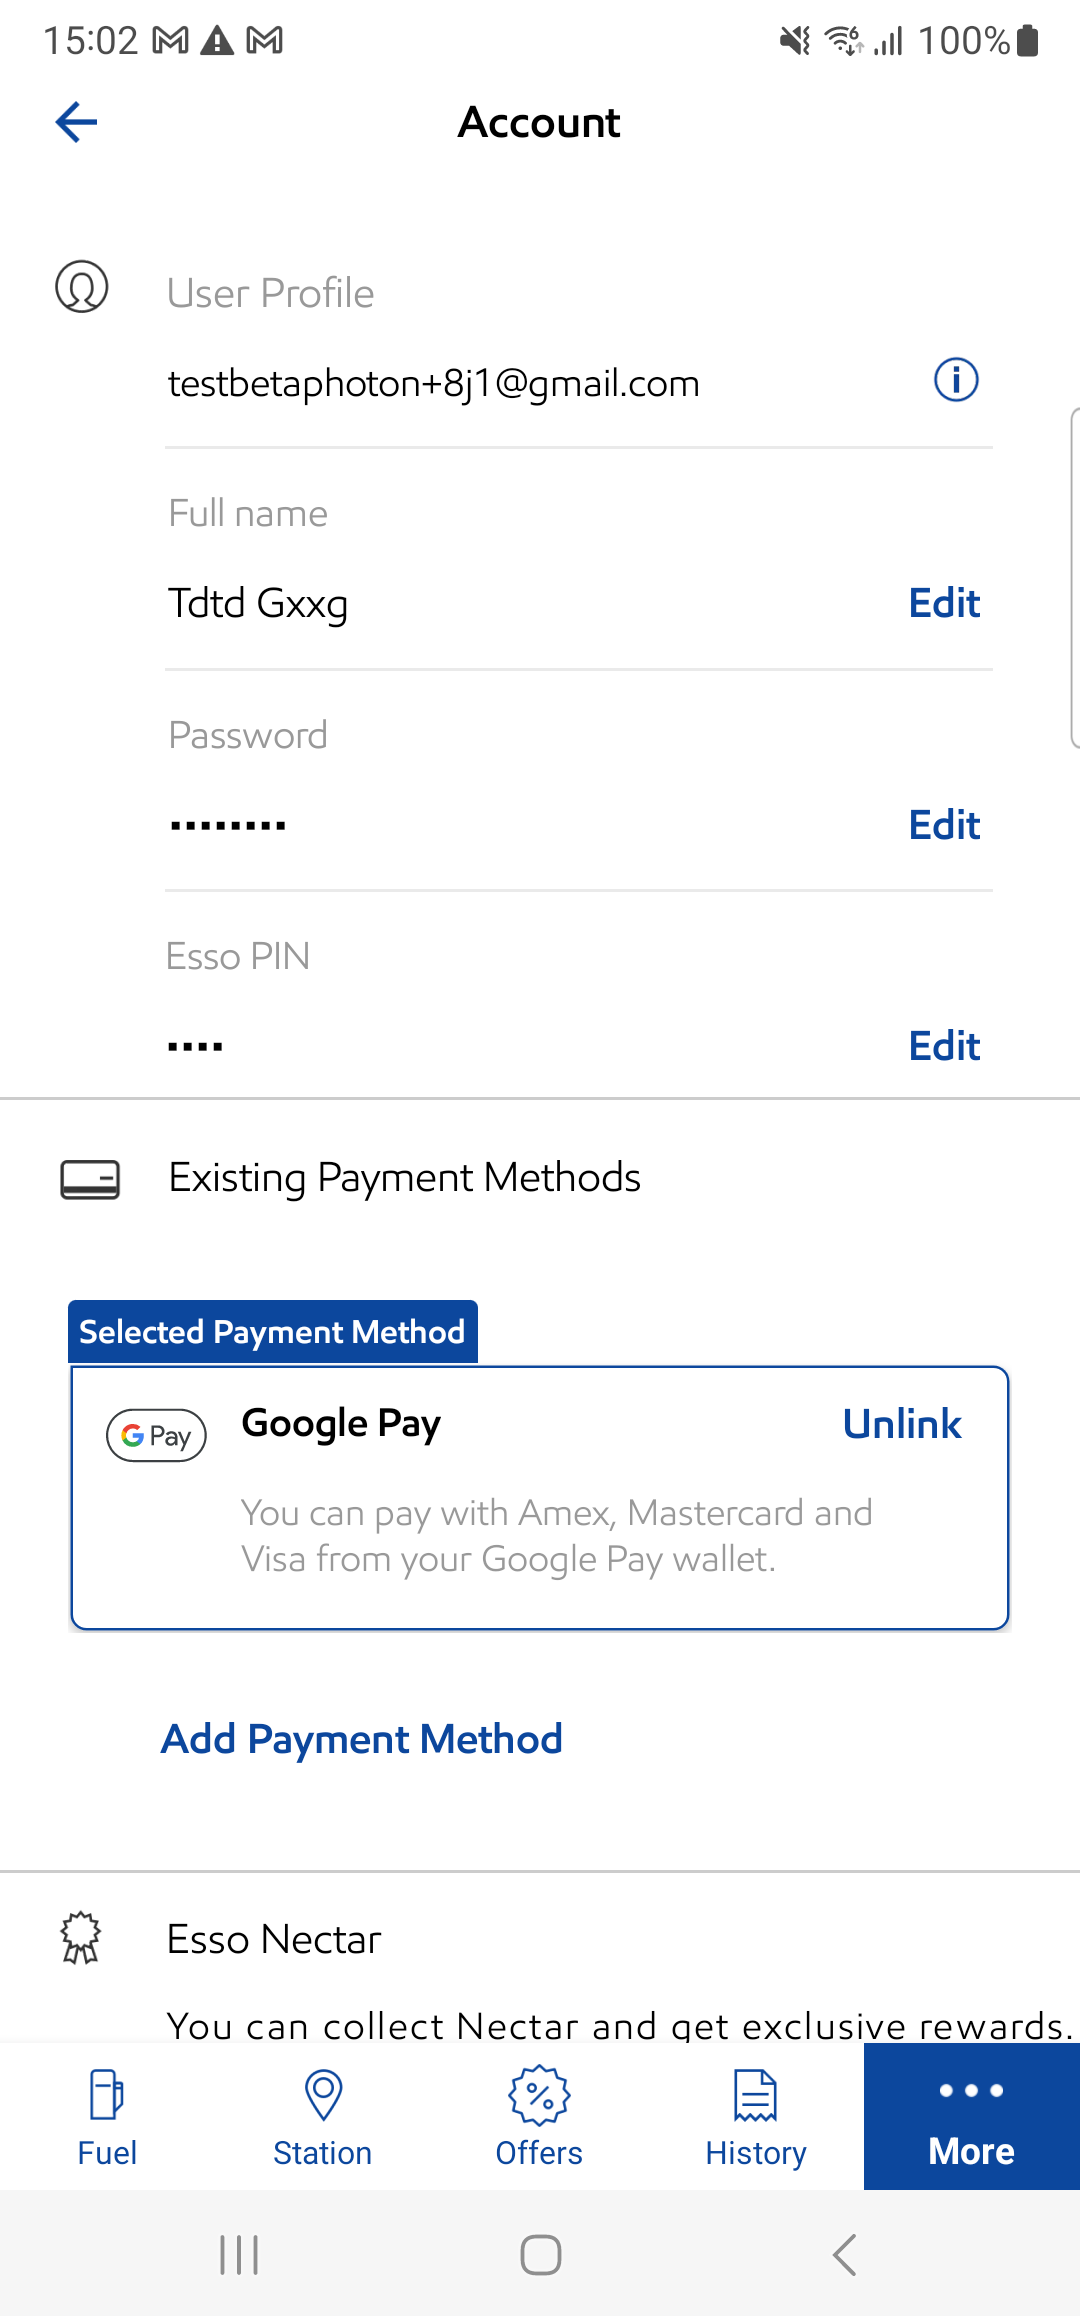 15:02 100%
Account
User Profile
testbetaphoton+8j1@gmail.com
Full name
Tdtd Gxxg
Edit
Password
••••••••
Edit
Esso PIN
••••
Edit
Existing Payment Methods
Selected Payment Method
G Pay
Google Pay
Unlink
You can pay with Amex, Mastercard and
Visa from your Google Pay wallet.
Add Payment Method
Esso Nectar
You can collect Nectar and get exclusive rewards.
Fuel
Station
Offers
History
More